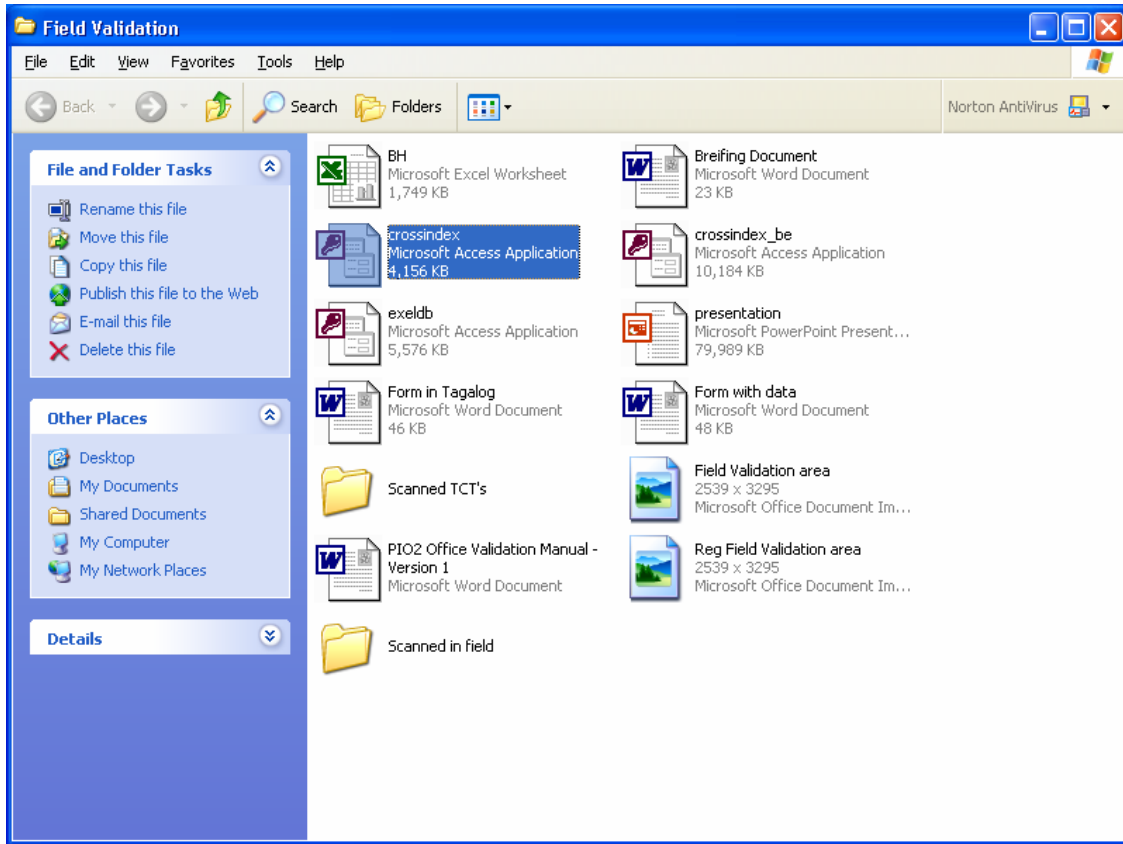 Field Validation
File Edit View Favorites Tools Help
Back Search Folders Norton AntiVirus
File and Folder Tasks
Rename this file
Move this file
Copy this file
Publish this file to the Web
E-mail this file
Delete this file
Other Places
Desktop
My Documents
Shared Documents
My Computer
My Network Places
Details
BH
Microsoft Excel Worksheet
1,749 KB
Breifing Document
Microsoft Word Document
23 KB
crossindex
Microsoft Access Application
4,156 KB
crossindex_be
Microsoft Access Application
10,184 KB
exeldb
Microsoft Access Application
5,576 KB
presentation
Microsoft PowerPoint Present...
79,989 KB
Form in Tagalog
Microsoft Word Document
46 KB
Form with data
Microsoft Word Document
48 KB
Scanned TCT's
Field Validation area
2539 x 3295
Microsoft Office Document Im...
PIO2 Office Validation Manual -
Version 1
Microsoft Word Document
Reg Field Validation area
2539 x 3295
Microsoft Office Document Im...
Scanned in field